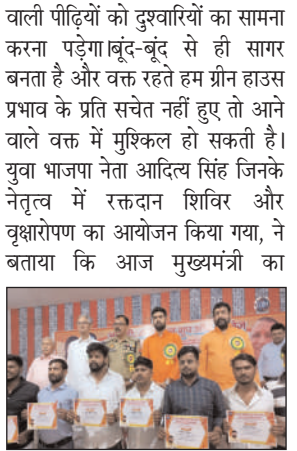 वाली पीढ़ियों को दुश्वारियों का सामना
करना पड़ेगा।बूंद-बूंद से ही सागर
बनता है और वक्त रहते हम ग्रीन हाउस
प्रभाव के प्रति सचेत नहीं हुए तो आने
वाले वक्त में मुश्किल हो सकती है।
युवा भाजपा नेता आदित्य सिंह जिनके
नेतृत्व में रक्तदान शिविर और
वृक्षारोपण का आयोजन किया गया, ने
बताया कि आज मुख्यमंत्री का